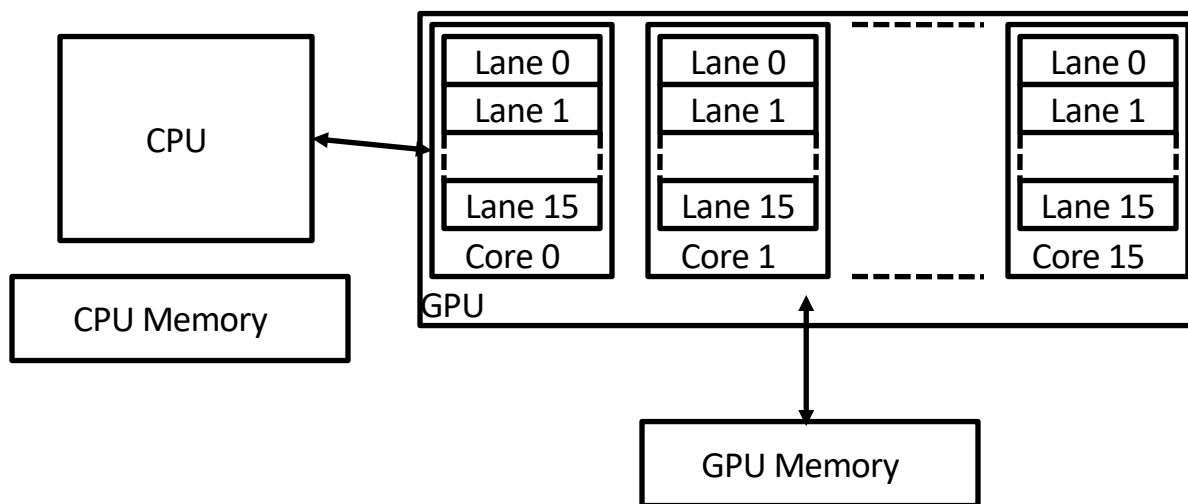 CPU
CPU Memory
Lane 0
Lane 1
Lane 15
Core 0
Lane 0
Lane 1
Lane 15
Core 1
Lane 0
Lane 1
Lane 15
Core 15
GPU
GPU Memory